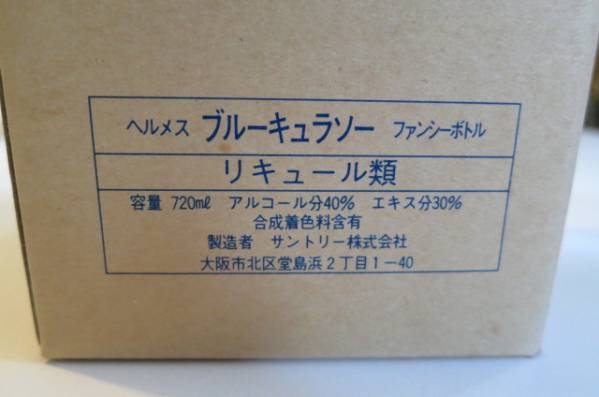 ヘルメス ブルーキュラソー ファンシーボトル
リキュール類
容量 720mℓ アルコール分40% エキス分30%
合成着色料含有
製造者 サントリー株式会社
大阪市北区堂島浜2丁目1-40